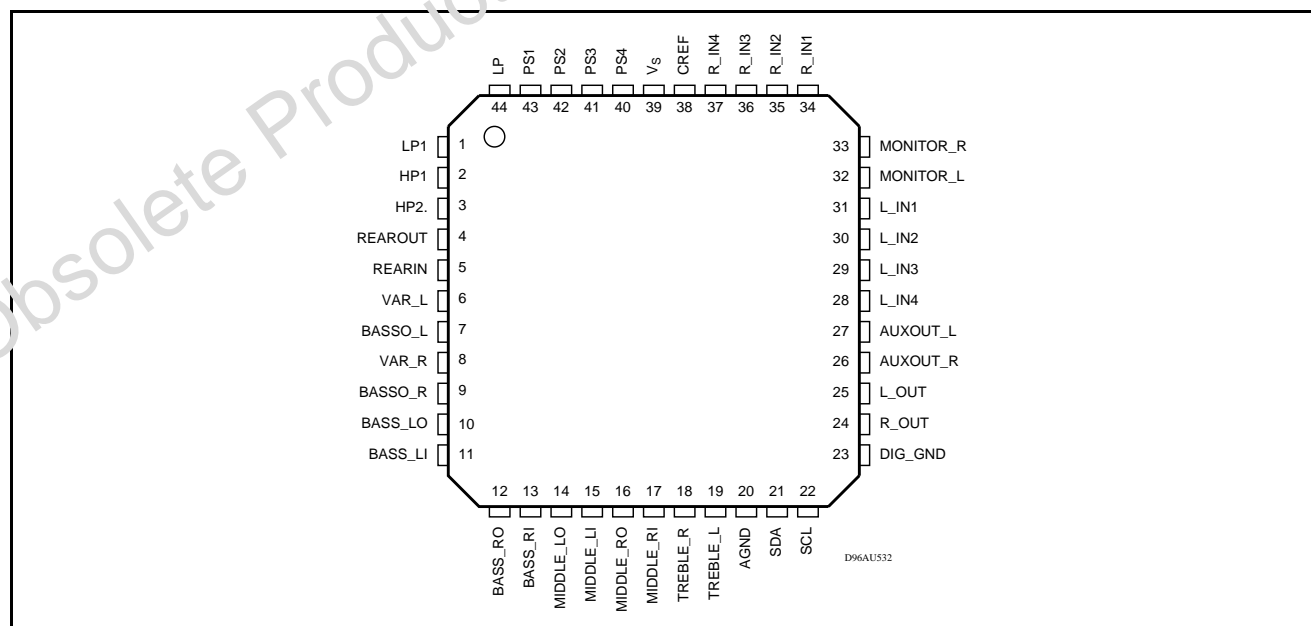 Obsolete Produc
LP PS1 PS2 PS3 PS4 VS CREF R_IN4 R_IN3 R_IN2 R_IN1
44 43 42 41 40 39 38 37 36 35 34
LP1 1 33 MONITOR_R
HP1 2 32 MONITOR_L
HP2. 3 31 L_IN1
REAROUT 4 30 L_IN2
REARIN 5 29 L_IN3
VAR_L 6 28 L_IN4
BASSO_L 7 27 AUXOUT_L
VAR_R 8 26 AUXOUT_R
BASSO_R 9 25 L_OUT
BASS_LO 10 24 R_OUT
BASS_LI 11 23 DIG_GND
12 13 14 15 16 17 18 19 20 21 22
BASS_RO BASS_RI MIDDLE_LO MIDDLE_LI MIDDLE_RO MIDDLE_RI TREBLE_R TREBLE_L AGND SDA SCL
D96AU532